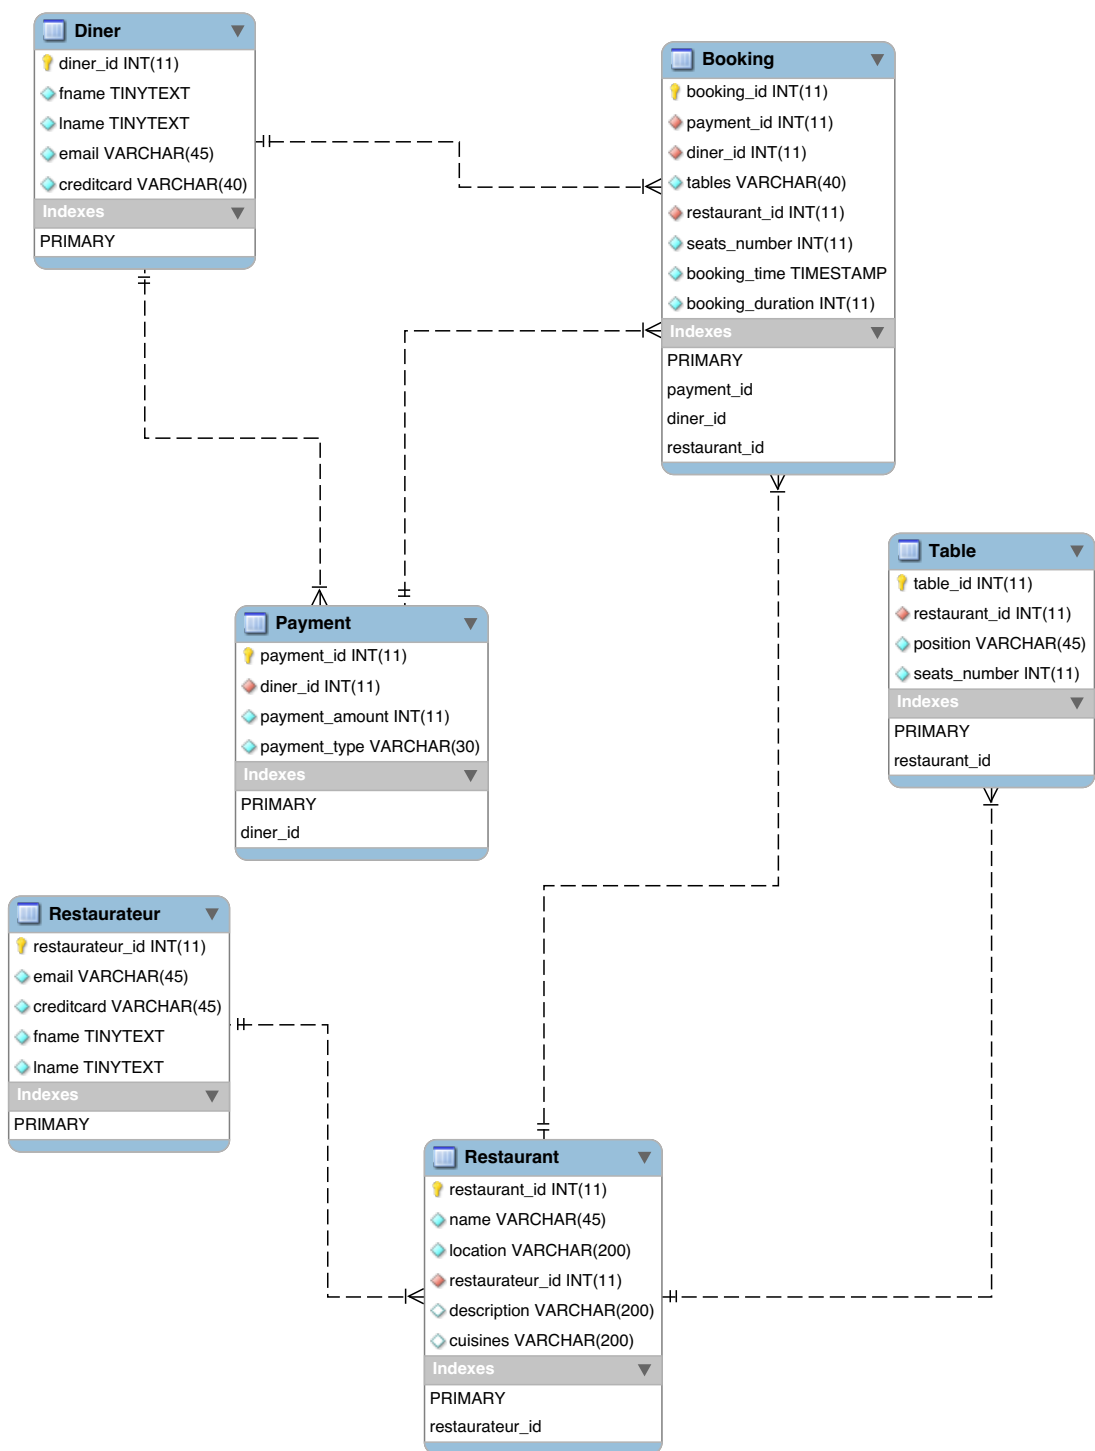 Diner
diner_id INT(11)
fname TINYTEXT
lname TINYTEXT
email VARCHAR(45)
creditcard VARCHAR(40)
Indexes
PRIMARY
Booking
booking_id INT(11)
payment_id INT(11)
diner_id INT(11)
tables VARCHAR(40)
restaurant_id INT(11)
seats_number INT(11)
booking_time TIMESTAMP
booking_duration INT(11)
Indexes
PRIMARY
payment_id
diner_id
restaurant_id
Table
table_id INT(11)
restaurant_id INT(11)
position VARCHAR(45)
seats_number INT(11)
Indexes
PRIMARY
restaurant_id
Payment
payment_id INT(11)
diner_id INT(11)
payment_amount INT(11)
payment_type VARCHAR(30)
Indexes
PRIMARY
diner_id
Restaurateur
restaurateur_id INT(11)
email VARCHAR(45)
creditcard VARCHAR(45)
fname TINYTEXT
lname TINYTEXT
Indexes
PRIMARY
Restaurant
restaurant_id INT(11)
name VARCHAR(45)
location VARCHAR(200)
restaurateur_id INT(11)
description VARCHAR(200)
cuisines VARCHAR(200)
Indexes
PRIMARY
restaurateur_id